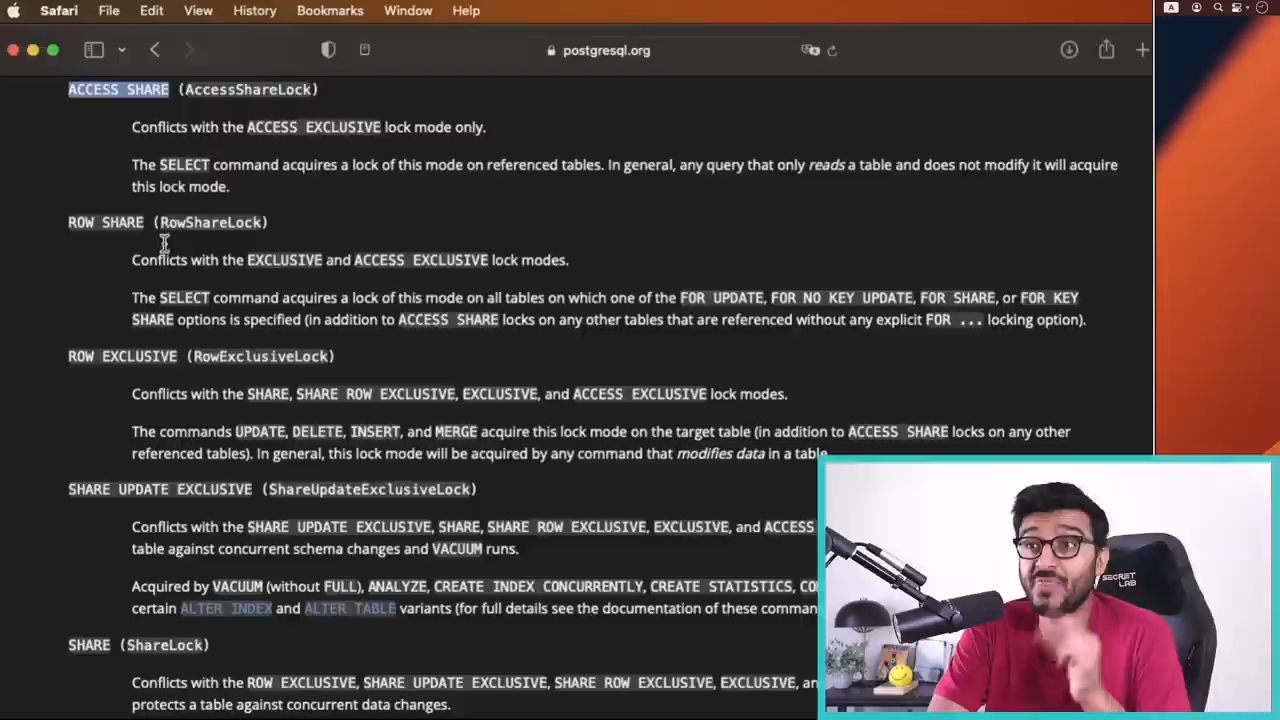 Safari File Edit View History Bookmarks Window Help
A
postgresql.org
ACCESS SHARE (AccessShareLock)
Conflicts with the ACCESS EXCLUSIVE lock mode only.
The SELECT command acquires a lock of this mode on referenced tables. In general, any query that only reads a table and does not modify it will acquire
this lock mode.
ROW SHARE (RowShareLock)
Conflicts with the EXCLUSIVE and ACCESS EXCLUSIVE lock modes.
The SELECT command acquires a lock of this mode on all tables on which one of the FOR UPDATE, FOR NO KEY UPDATE, FOR SHARE, or FOR KEY
SHARE options is specified (in addition to ACCESS SHARE locks on any other tables that are referenced without any explicit FOR ... locking option).
ROW EXCLUSIVE (RowExclusiveLock)
Conflicts with the SHARE, SHARE ROW EXCLUSIVE, EXCLUSIVE, and ACCESS EXCLUSIVE lock modes.
The commands UPDATE, DELETE, INSERT, and MERGE acquire this lock mode on the target table (in addition to ACCESS SHARE locks on any other
referenced tables). In general, this lock mode will be acquired by any command that modifies data in a table.
SHARE UPDATE EXCLUSIVE (ShareUpdateExclusiveLock)
Conflicts with the SHARE UPDATE EXCLUSIVE, SHARE, SHARE ROW EXCLUSIVE, EXCLUSIVE, and ACCESS
table against concurrent schema changes and VACUUM runs.
Acquired by VACUUM (without FULL), ANALYZE, CREATE INDEX CONCURRENTLY, CREATE STATISTICS, CO
certain ALTER INDEX and ALTER TABLE variants (for full details see the documentation of these comman
SHARE (ShareLock)
Conflicts with the ROW EXCLUSIVE, SHARE UPDATE EXCLUSIVE, SHARE ROW EXCLUSIVE, EXCLUSIVE, an
protects a table against concurrent data changes.
SECRET
LAB